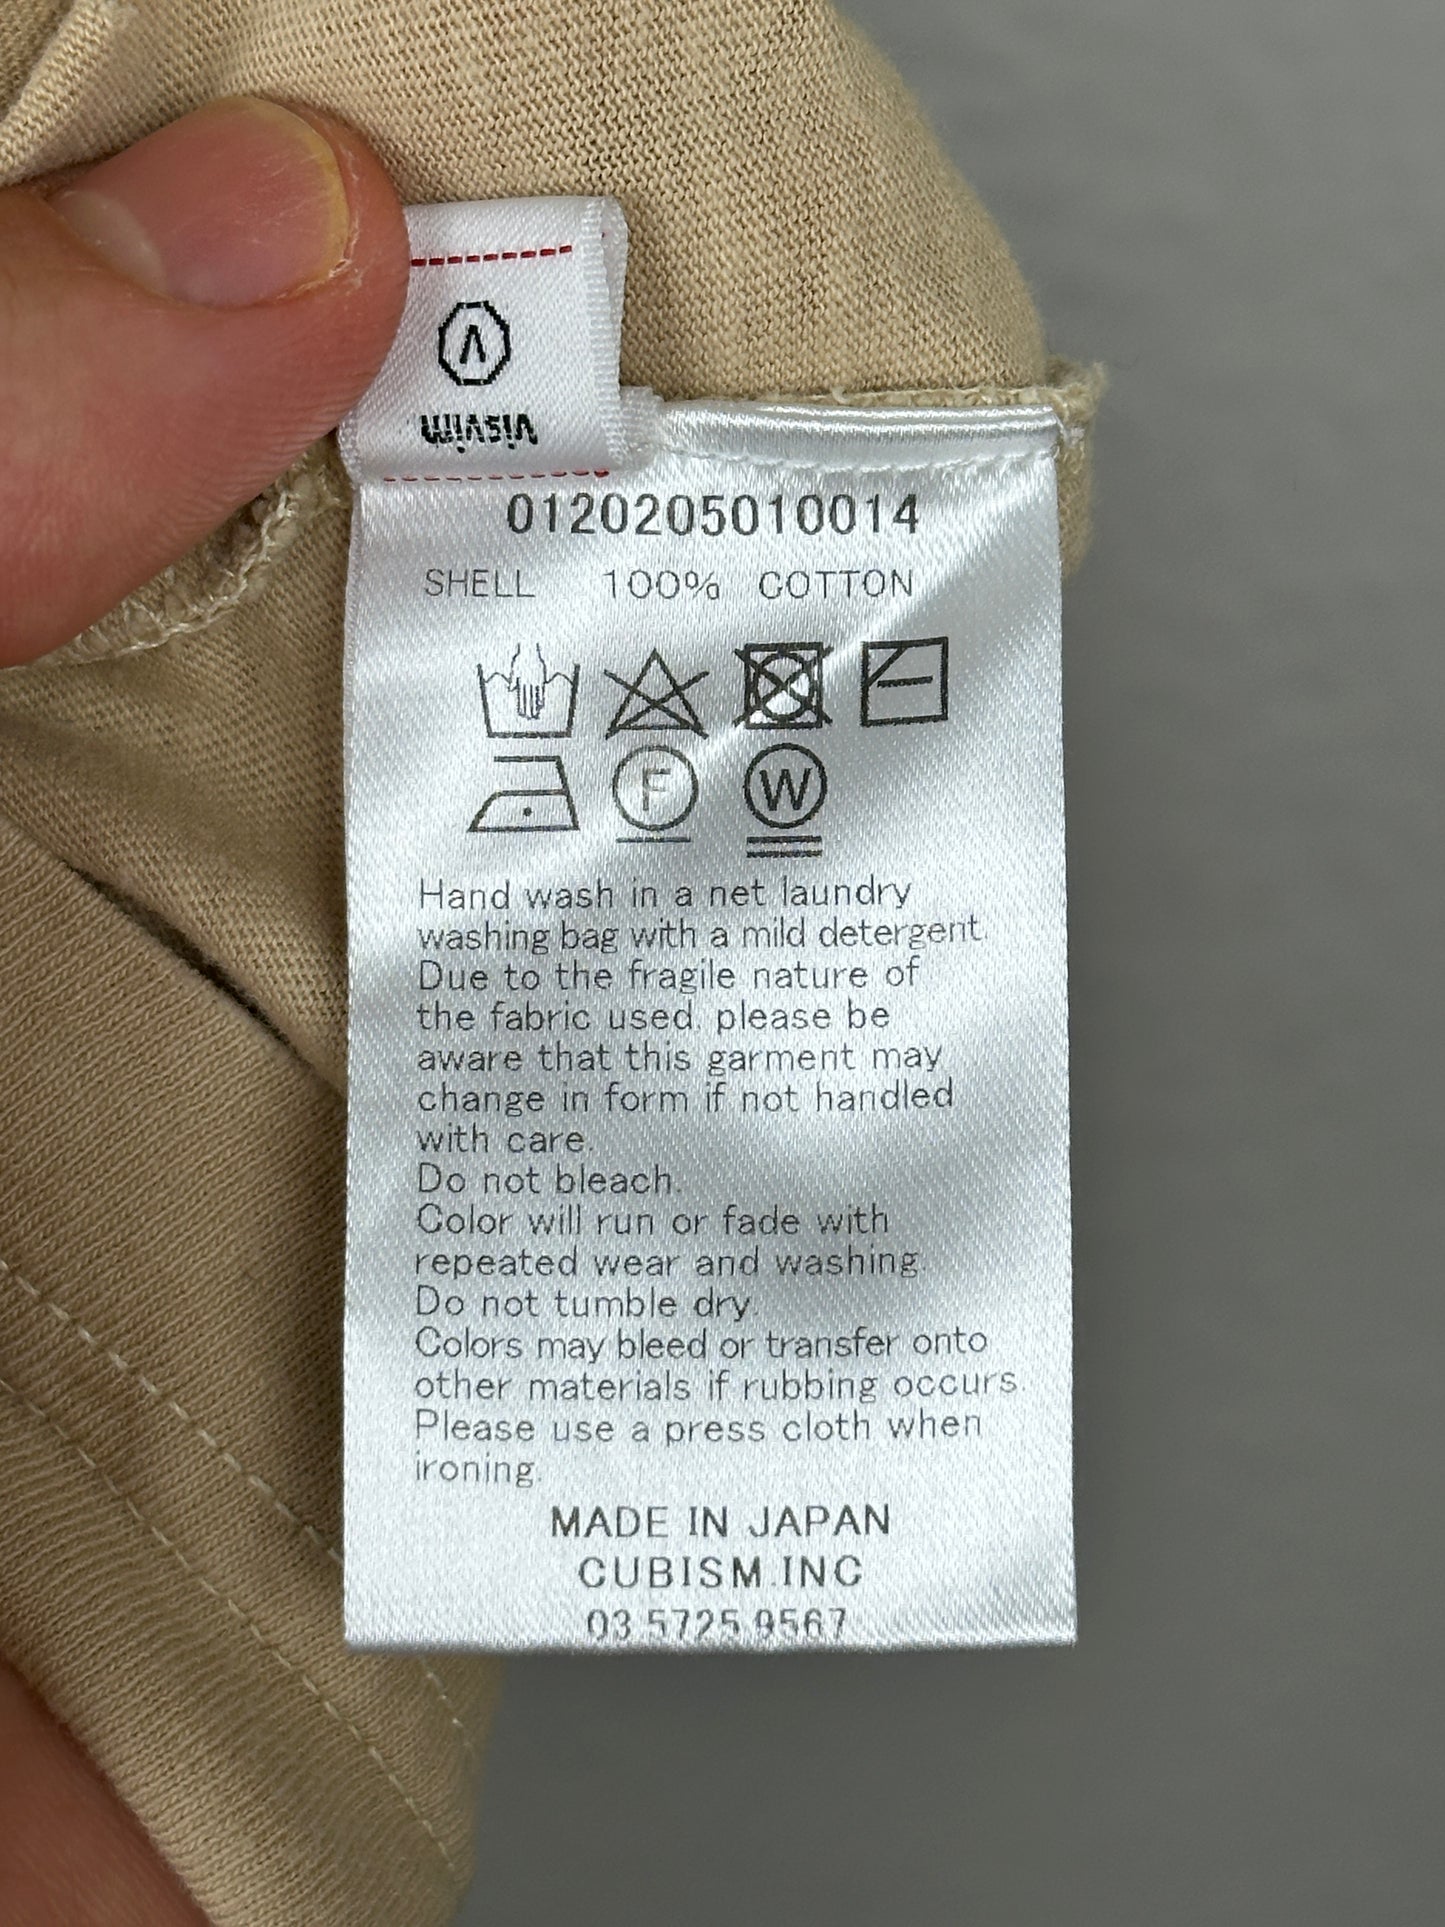 V
visvim
0120205010014
SHELL 100% COTTON
F W
Hand wash in a net laundry
washing bag with a mild detergent.
Due to the fragile nature of
the fabric used, please be
aware that this garment may
change in form if not handled
with care.
Do not bleach.
Color will run or fade with
repeated wear and washing.
Do not tumble dry.
Colors may bleed or transfer onto
other materials if rubbing occurs.
Please use a press cloth when
ironing.
MADE IN JAPAN
CUBISM.INC
03 5725 9567